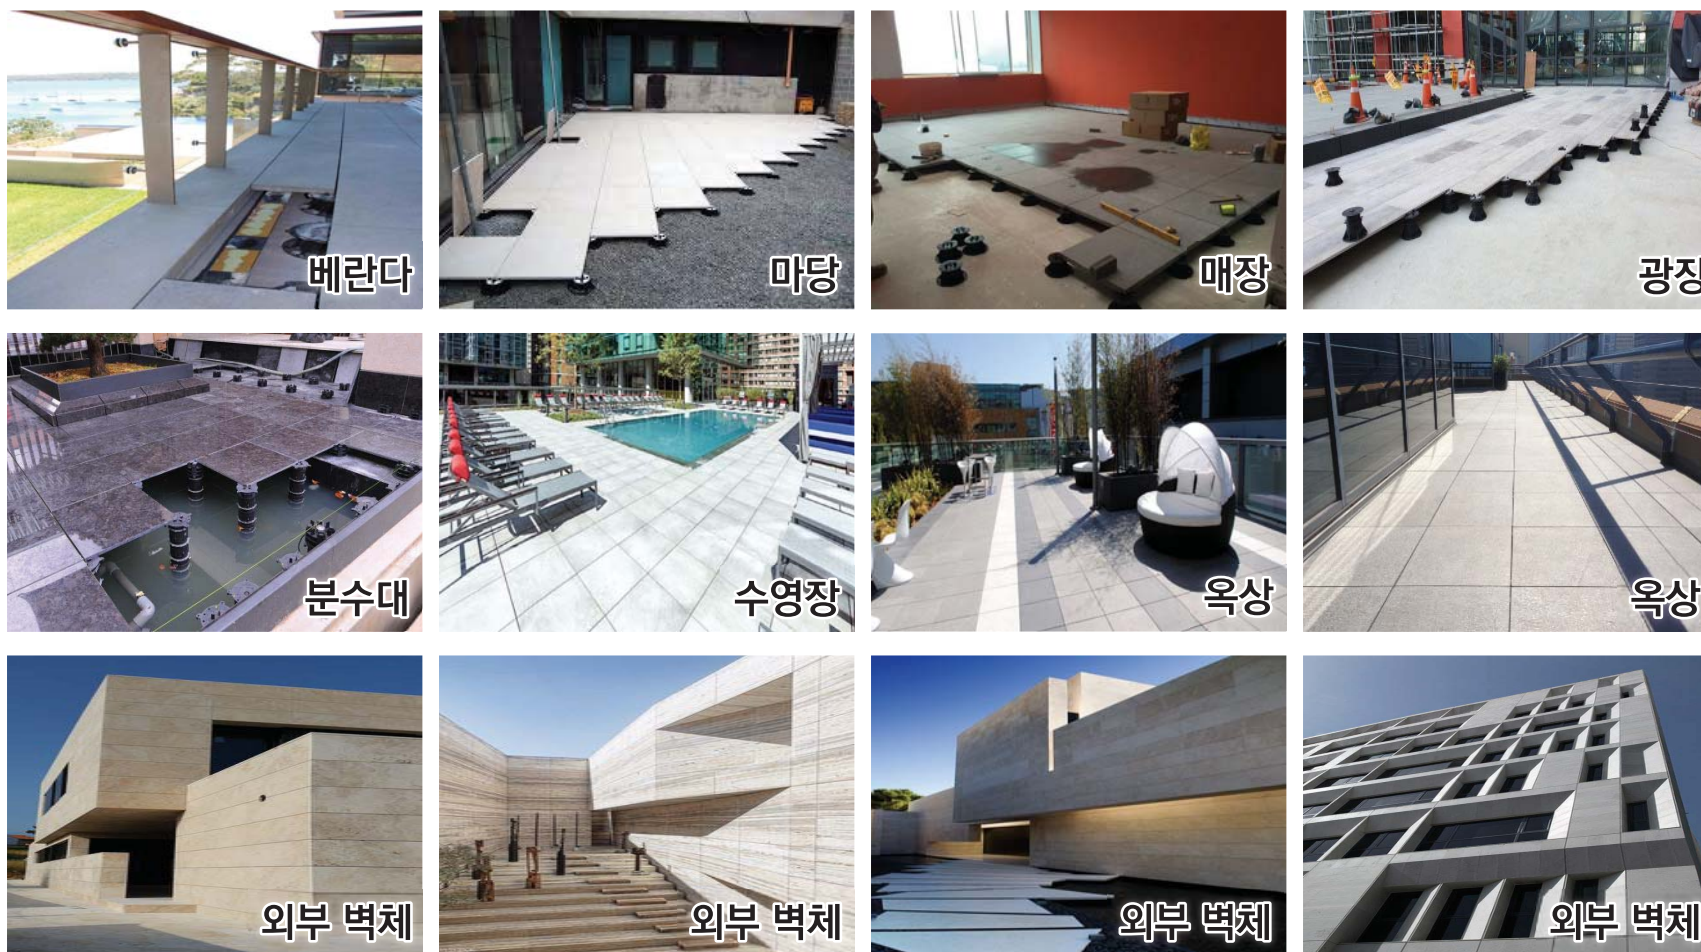 베란다
마당
매장
광장
분수대
수영장
옥상
옥상
외부 벽체
외부 벽체
외부 벽체
외부 벽체